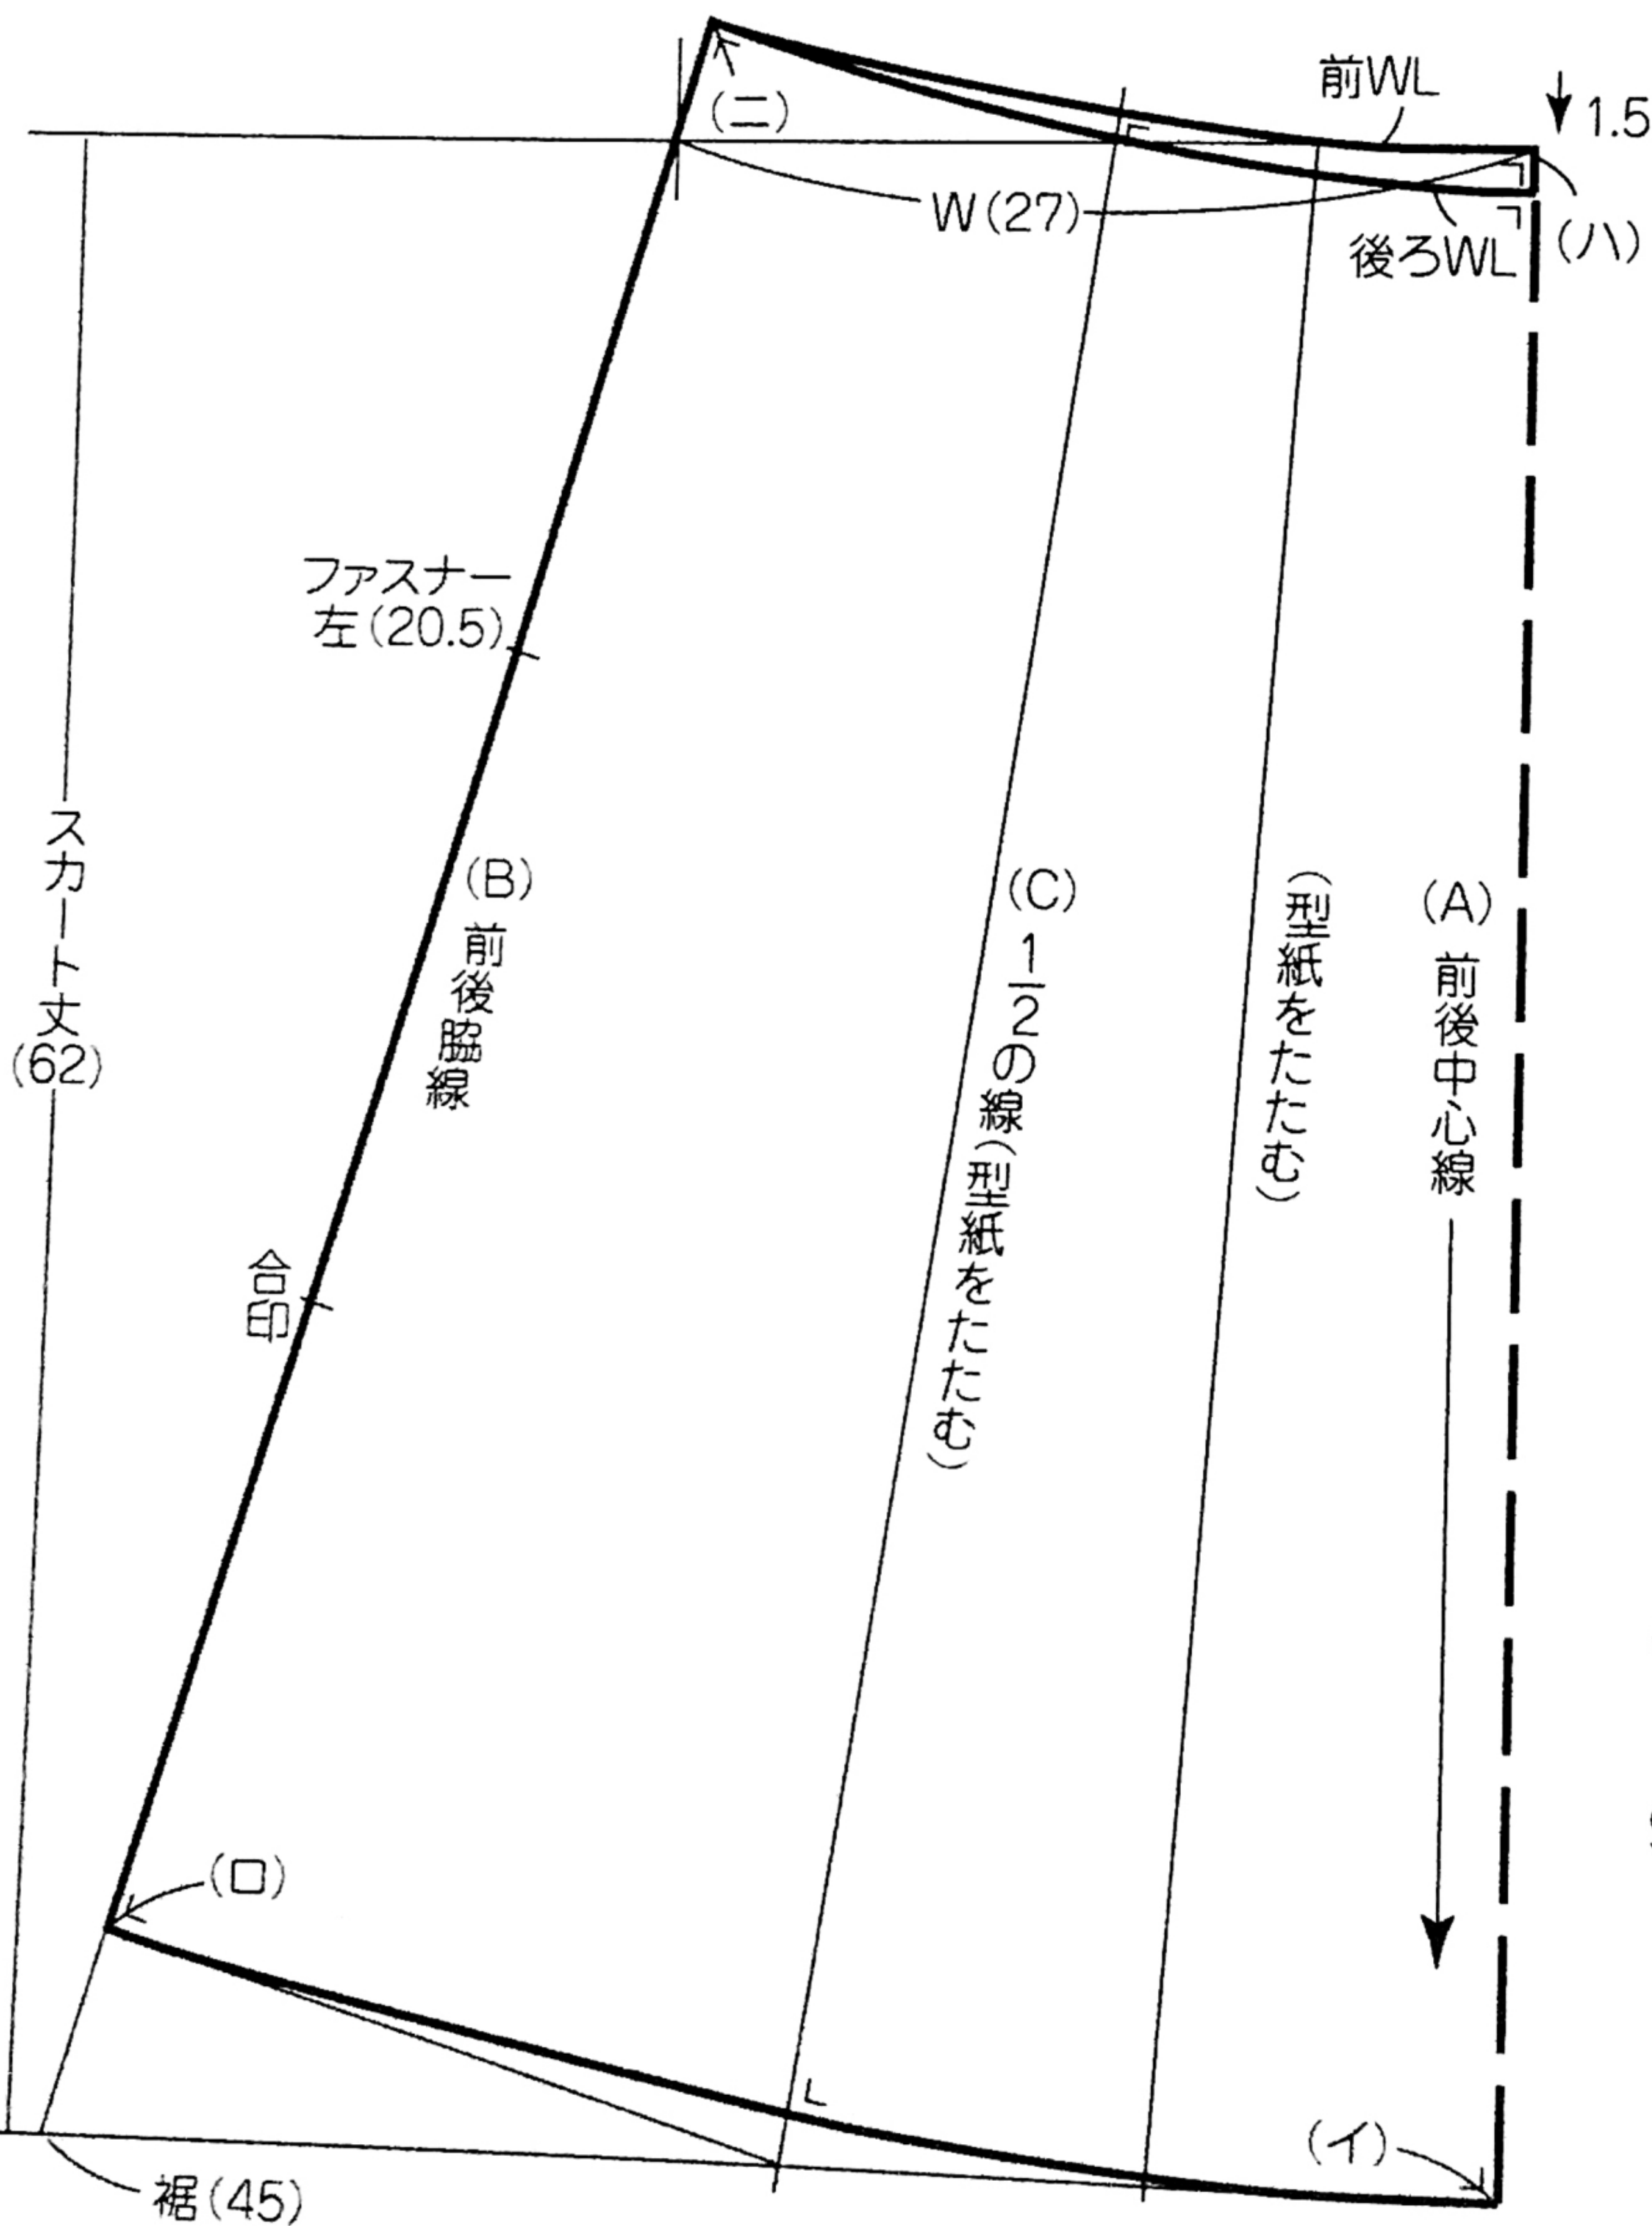 前WL
1.5
(ニ)
W(27)
後ろWL
(ハ)
ファスナー
左(20.5)
スカート丈
(62)
(B)
前後脇線
(C)
1/2の線(型紙をたたむ)
(型紙をたたむ)
(A)
前後中心線
合印
(ロ)
(イ)
裾(45)